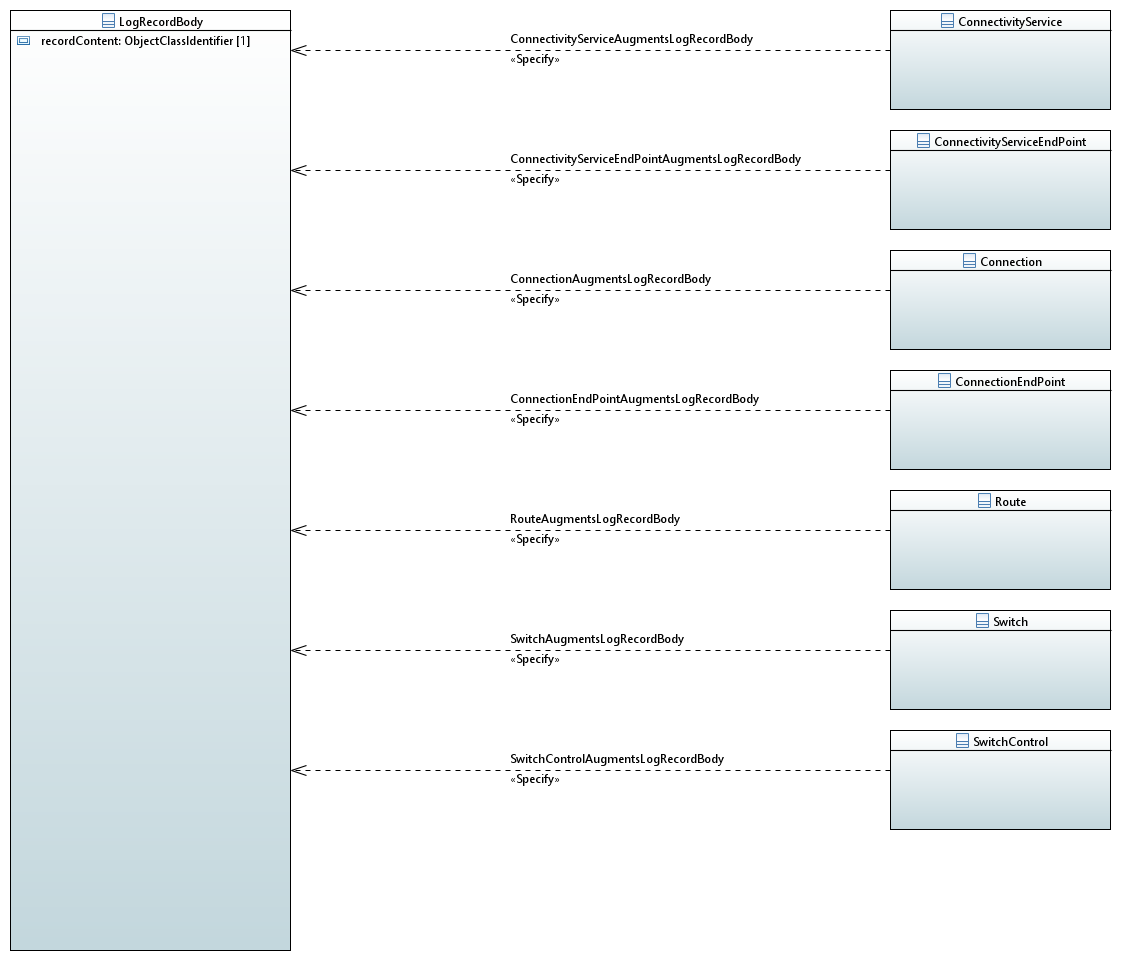 LogRecordBody
recordContent: ObjectClassIdentifier [1]
ConnectivityServiceAugmentsLogRecordBody
«Specify»
ConnectivityService
ConnectivityServiceEndPointAugmentsLogRecordBody
«Specify»
ConnectivityServiceEndPoint
ConnectionAugmentsLogRecordBody
«Specify»
Connection
ConnectionEndPointAugmentsLogRecordBody
«Specify»
ConnectionEndPoint
RouteAugmentsLogRecordBody
«Specify»
Route
SwitchAugmentsLogRecordBody
«Specify»
Switch
SwitchControlAugmentsLogRecordBody
«Specify»
SwitchControl